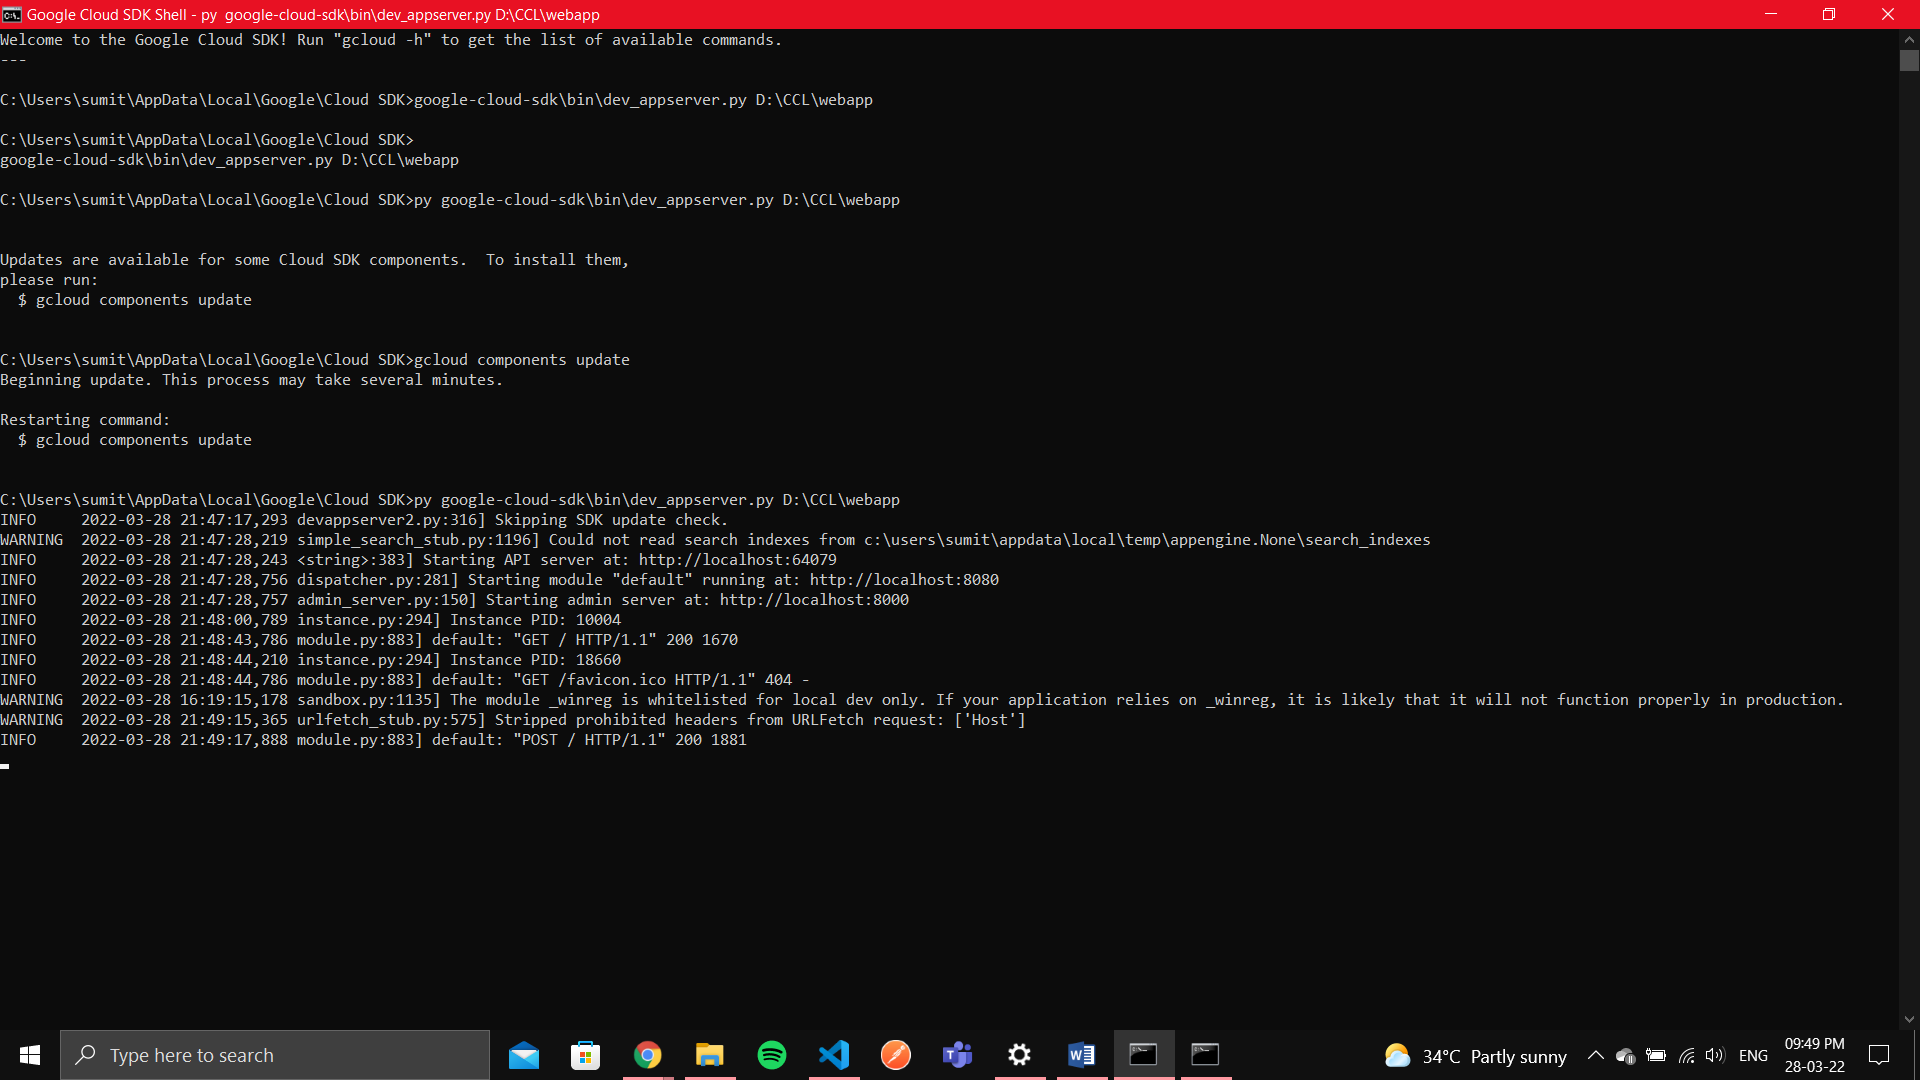 Google Cloud SDK Shell - py  google-cloud-sdk\bin\dev_appserver.py D:\CCL\webapp
Welcome to the Google Cloud SDK! Run "gcloud -h" to get the list of available commands.
---
C:\Users\sumit\AppData\Local\Google\Cloud SDK>google-cloud-sdk\bin\dev_appserver.py D:\CCL\webapp
C:\Users\sumit\AppData\Local\Google\Cloud SDK>
google-cloud-sdk\bin\dev_appserver.py D:\CCL\webapp
C:\Users\sumit\AppData\Local\Google\Cloud SDK>py google-cloud-sdk\bin\dev_appserver.py D:\CCL\webapp
Updates are available for some Cloud SDK components.  To install them,
please run:
  $ gcloud components update
C:\Users\sumit\AppData\Local\Google\Cloud SDK>gcloud components update
Beginning update. This process may take several minutes.
Restarting command:
  $ gcloud components update
C:\Users\sumit\AppData\Local\Google\Cloud SDK>py google-cloud-sdk\bin\dev_appserver.py D:\CCL\webapp
INFO     2022-03-28 21:47:17,293 devappserver2.py:316] Skipping SDK update check.
WARNING  2022-03-28 21:47:28,219 simple_search_stub.py:1196] Could not read search indexes from c:\users\sumit\appdata\local\temp\appengine.None\search_indexes
INFO     2022-03-28 21:47:28,243 <string>:383] Starting API server at: http://localhost:64079
INFO     2022-03-28 21:47:28,756 dispatcher.py:281] Starting module "default" running at: http://localhost:8080
INFO     2022-03-28 21:47:28,757 admin_server.py:150] Starting admin server at: http://localhost:8000
INFO     2022-03-28 21:48:00,789 instance.py:294] Instance PID: 10004
INFO     2022-03-28 21:48:43,786 module.py:883] default: "GET / HTTP/1.1" 200 1670
INFO     2022-03-28 21:48:44,210 instance.py:294] Instance PID: 18660
INFO     2022-03-28 21:48:44,786 module.py:883] default: "GET /favicon.ico HTTP/1.1" 404 -
WARNING  2022-03-28 16:19:15,178 sandbox.py:1135] The module _winreg is whitelisted for local dev only. If your application relies on _winreg, it is likely that it will not function properly in production.
WARNING  2022-03-28 21:49:15,365 urlfetch_stub.py:575] Stripped prohibited headers from URLFetch request: ['Host']
INFO     2022-03-28 21:49:17,888 module.py:883] default: "POST / HTTP/1.1" 200 1881
Type here to search
34°C  Partly sunny
ENG
09:49 PM
28-03-22